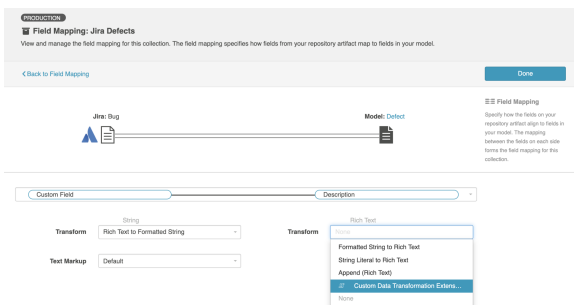 PRODUCTION
Field Mapping: Jira Defects
View and manage the field mapping for this collection. The field mapping specifies how fields from your repository artifact map to fields in your model.
Back to Field Mapping
Done
Field Mapping
Specify how the fields on your
repository artifact align to fields in
your model. The mapping
between the fields on each side
forms the field mapping for this
collection.
Jira: Bug
Model: Defect
Custom Field
Description
String
Rich Text
Transform
Rich Text to Formatted String
Transform
None
Formatted String to Rich Text
String Literal to Rich Text
Append (Rich Text)
Custom Data Transformation Extens...
None
Text Markup
Default